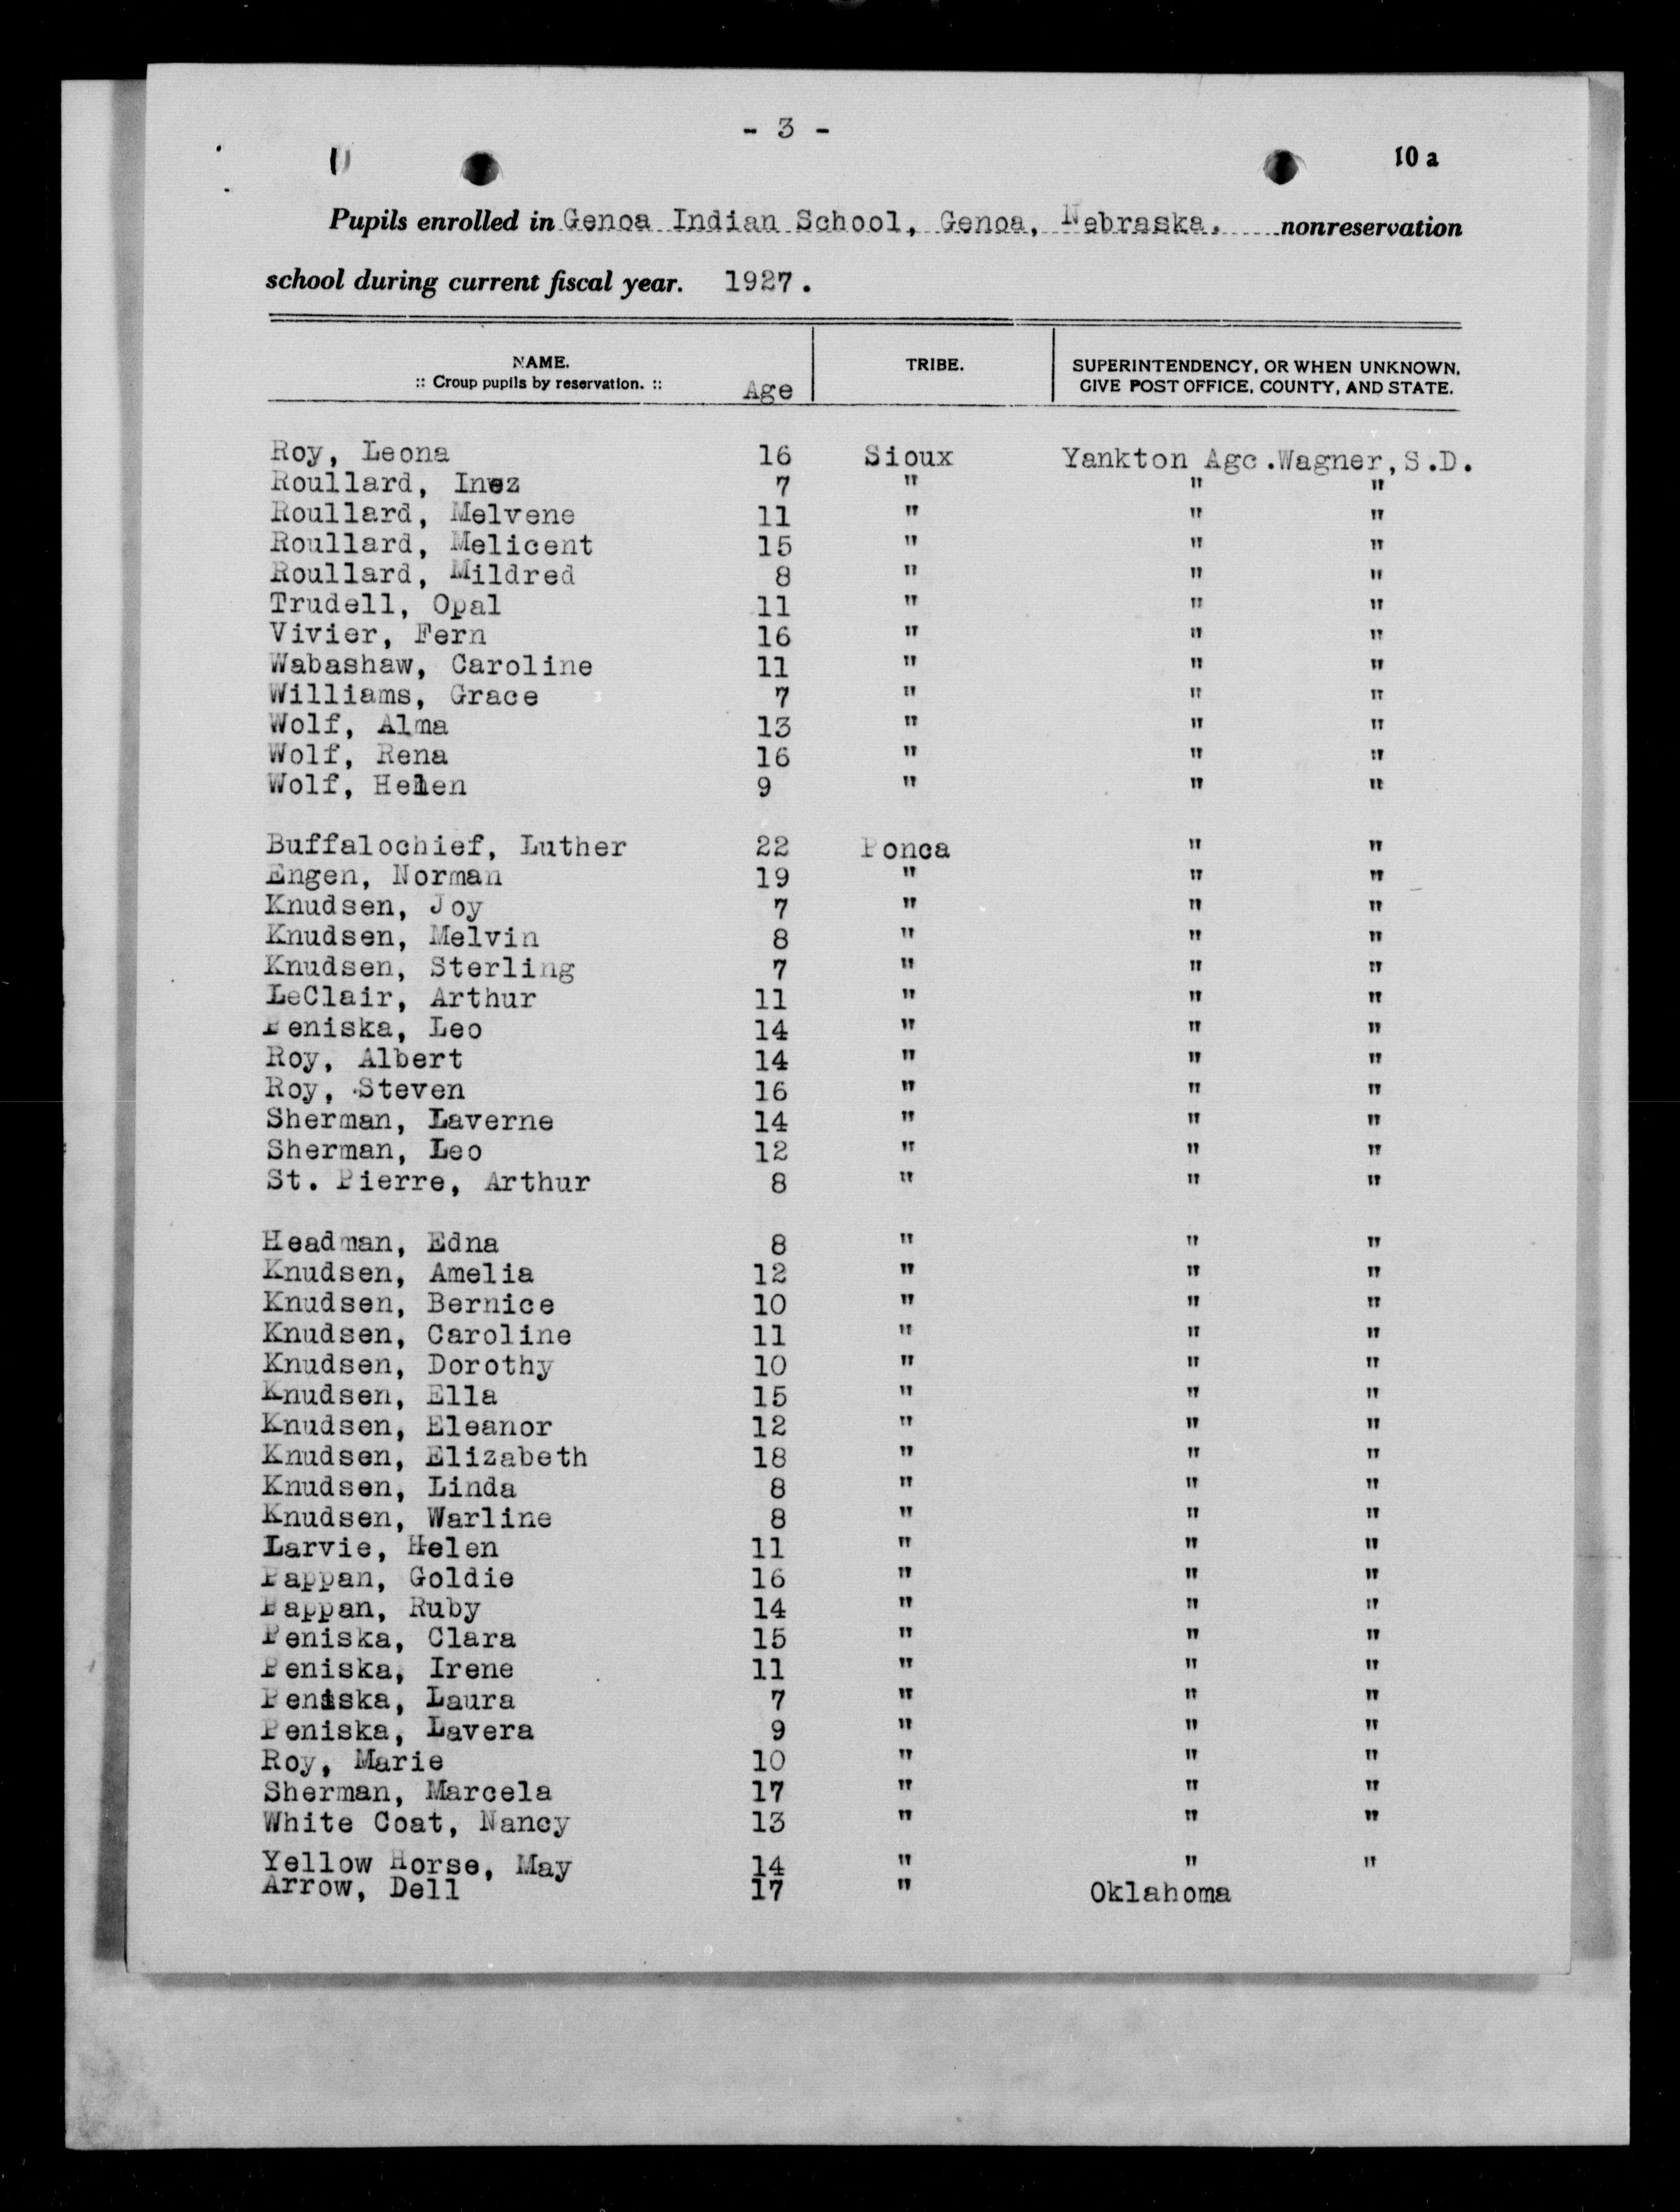 - 3 -
10 a
Pupils enrolled in Genoa Indian School, Genoa, Nebraska. nonreservation
school during current fiscal year. 1927.
NAME. TRIBE. SUPERINTENDENCY, OR WHEN UNKNOWN,
:: Group pupils by reservation. :: Age GIVE POST OFFICE, COUNTY, AND STATE.
Roy, Leona 16 Sioux Yankton Agc.Wagner,S.D.
Roullard, Inez 7 " " "
Roullard, Melvene 11 " " "
Roullard, Melicent 15 " " "
Roullard, Mildred 8 " " "
Trudell, Opal 11 " " "
Vivier, Fern 16 " " "
Wabashaw, Caroline 11 " " "
Williams, Grace 7 " " "
Wolf, Alma 13 " " "
Wolf, Rena 16 " " "
Wolf, Helen 9 " " "
Buffalochief, Luther 22 Ponca " "
Engen, Norman 19 " " "
Knudsen, Joy 7 " " "
Knudsen, Melvin 8 " " "
Knudsen, Sterling 7 " " "
LeClair, Arthur 11 " " "
Peniska, Leo 14 " " "
Roy, Albert 14 " " "
Roy, Steven 16 " " "
Sherman, Laverne 14 " " "
Sherman, Leo 12 " " "
St. Pierre, Arthur 8 " " "
Headman, Edna 8 " " "
Knudsen, Amelia 12 " " "
Knudsen, Bernice 10 " " "
Knudsen, Caroline 11 " " "
Knudsen, Dorothy 10 " " "
Knudsen, Ella 15 " " "
Knudsen, Eleanor 12 " " "
Knudsen, Elizabeth 18 " " "
Knudsen, Linda 8 " " "
Knudsen, Warline 8 " " "
Larvie, Helen 11 " " "
Pappan, Goldie 16 " " "
Pappan, Ruby 14 " " "
Peniska, Clara 15 " " "
Peniska, Irene 11 " " "
Peniska, Laura 7 " " "
Peniska, Lavera 9 " " "
Roy, Marie 10 " " "
Sherman, Marcela 17 " " "
White Coat, Nancy 13 " " "
Yellow Horse, May 14 " " "
Arrow, Dell 17 " Oklahoma